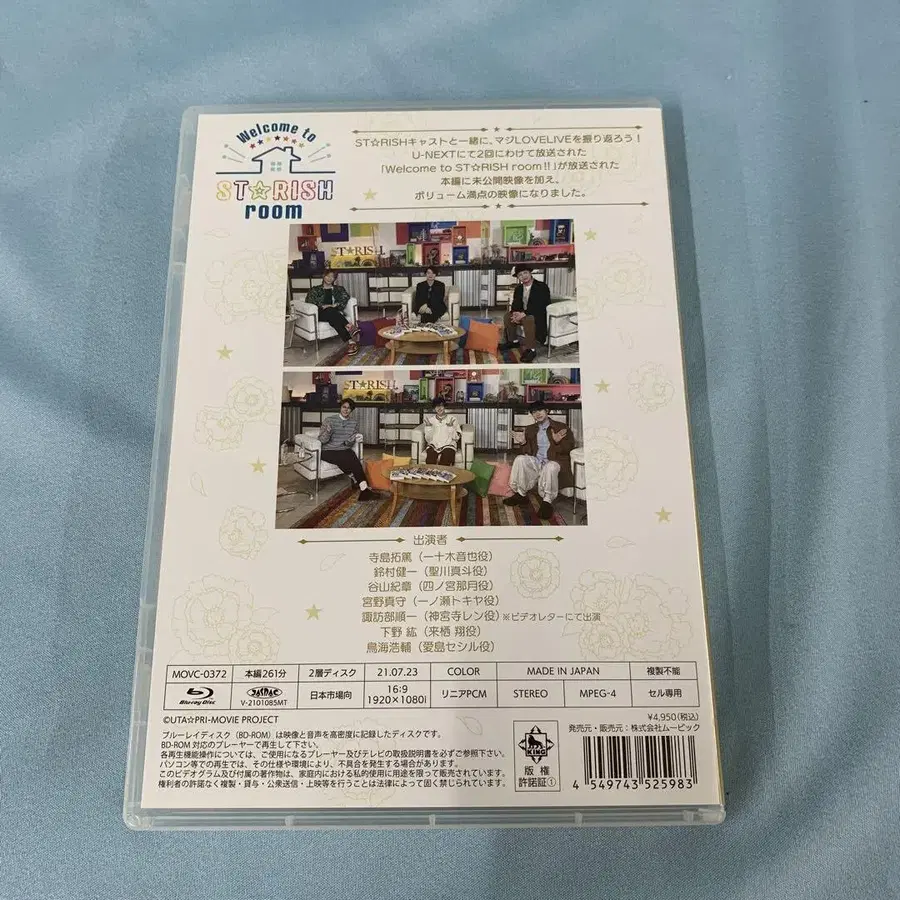 Welcome to
ST☆RISH
room
ST☆RISHキャストと一緒に、マジLOVELIVEを振り返ろう！
U-NEXTにて2回にわけて放送された
「Welcome to ST☆RISH room!!」が放送された
本編に未公開映像を加え、
ボリューム満点の映像になりました。
ST☆RISH
ST☆RISH
出演者
寺島拓篤（一十木音也役）
鈴村健一（聖川真斗役）
谷山紀章（四ノ宮那月役）
宮野真守（一ノ瀬トキヤ役）
諏訪部順一（神宮寺レン役）※ビデオレターにて出演
下野 紘（来栖 翔役）
鳥海浩輔（愛島セシル役）
MOVC-0372 本編261分 2層ディスク 21.07.23 COLOR MADE IN JAPAN 複製不能
Blu-ray Disc JASRAC V-2101085MT 日本市場向 16:9 1920×1080i リニアPCM STEREO MPEG-4 セル専用
©UTA☆PRI-MOVIE PROJECT
¥4,950(税込)
発売元・販売元：株式会社ムービック
ブルーレイディスク（BD-ROM）は映像と音声を高密度に記録したディスクです。
BD-ROM 対応のプレーヤーで再生して下さい。
各再生機能操作については、ご使用になるプレーヤー及びテレビの取扱説明書を必ずご参照下さい。
パソコン等での再生では、その仕様や環境により、不具合を発生する場合があります。
このビデオグラム及び付属の著作物は、家庭内における私的使用に用途を限って販売されています。
権利者の許諾なく複製・貸与・公衆送信・上映等を行うことは法律によって固く禁じられています。
KING
版権
許諾証①
4 549743 525983